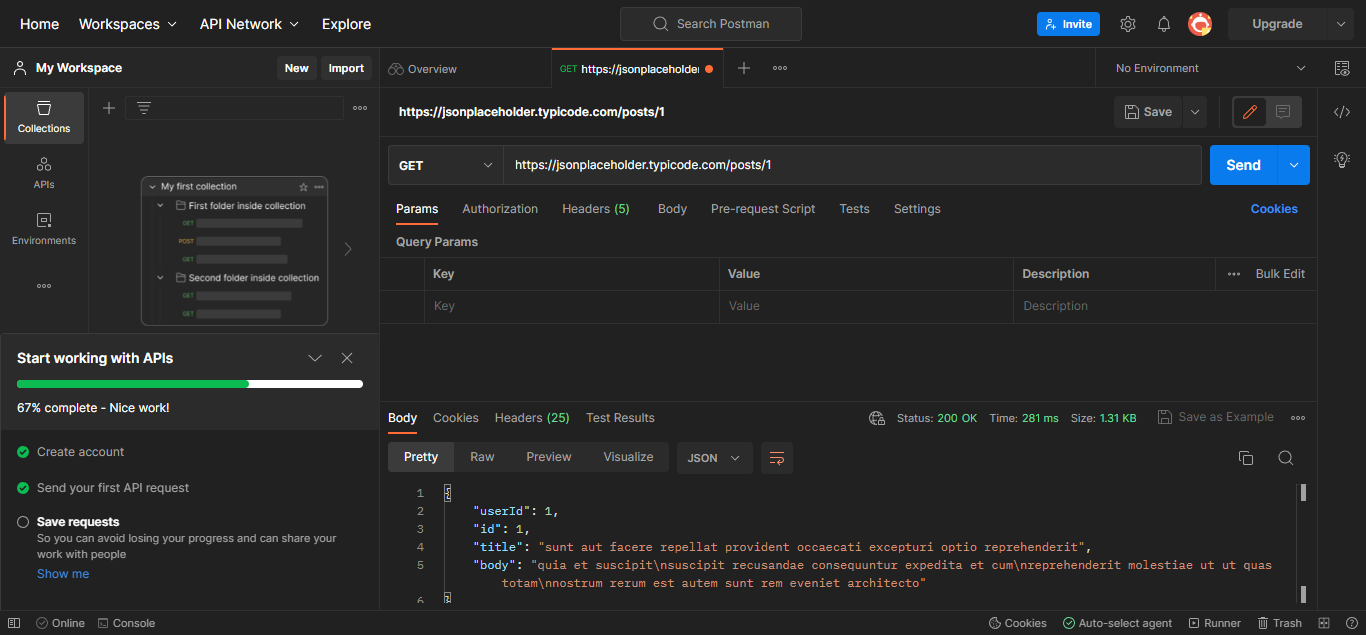 Home Workspaces API Network Explore Search Postman Invite Upgrade
My Workspace New Import
Overview GET https://jsonplaceholder No Environment
Collections
APIs
Environments
My first collection
First folder inside collection
GET
POST
GET
Second folder inside collection
GET
GET
Start working with APIs
67% complete - Nice work!
Create account
Send your first API request
Save requests
So you can avoid losing your progress and can share your
work with people
Show me
https://jsonplaceholder.typicode.com/posts/1 Save
GET https://jsonplaceholder.typicode.com/posts/1 Send
Params Authorization Headers (5) Body Pre-request Script Tests Settings Cookies
Query Params
Key Value Description Bulk Edit
Key Value Description
Body Cookies Headers (25) Test Results Status: 200 OK Time: 281 ms Size: 1.31 KB Save as Example
Pretty Raw Preview Visualize JSON
1 {
2 "userId": 1,
3 "id": 1,
4 "title": "sunt aut facere repellat provident occaecati excepturi optio reprehenderit",
5 "body": "quia et suscipit\nsuscipit recusandae consequuntur expedita et cum\nreprehenderit molestiae ut ut quas
totam\nnostrum rerum est autem sunt rem eveniet architecto"
6 }
Online Console Cookies Auto-select agent Runner Trash